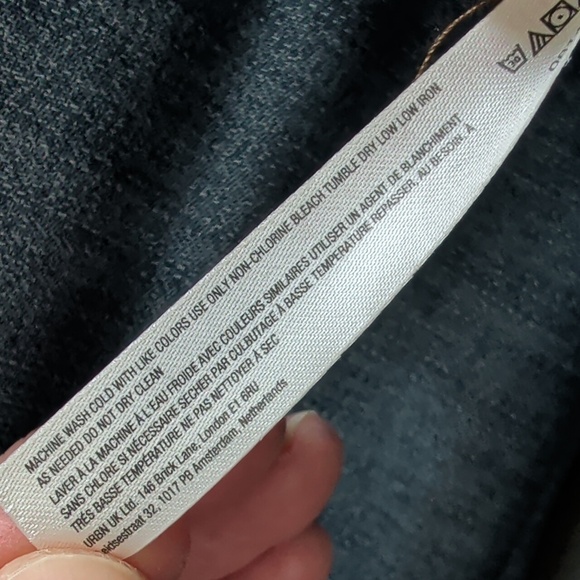 MACHINE WASH COLD WITH LIKE COLORS USE ONLY NON-CHLORINE BLEACH TUMBLE DRY LOW LOW IRON
AS NEEDED DO NOT DRY CLEAN
LAVER À LA MACHINE À L'EAU FROIDE AVEC COULEURS SIMILAIRES UTILISER UN AGENT DE BLANCHIMENT
SANS CHLORE SI NÉCESSAIRE SÉCHER PAR CULBUTAGE À BASSE TEMPÉRATURE REPASSER, AU BESOIN, À
TRÈS BASSE TEMPÉRATURE NE PAS NETTOYER À SEC
URBN UK Ltd, 146 Brick Lane, London E1 6RU
eidsestraat 32, 1017 PB Amsterdam, Netherlands